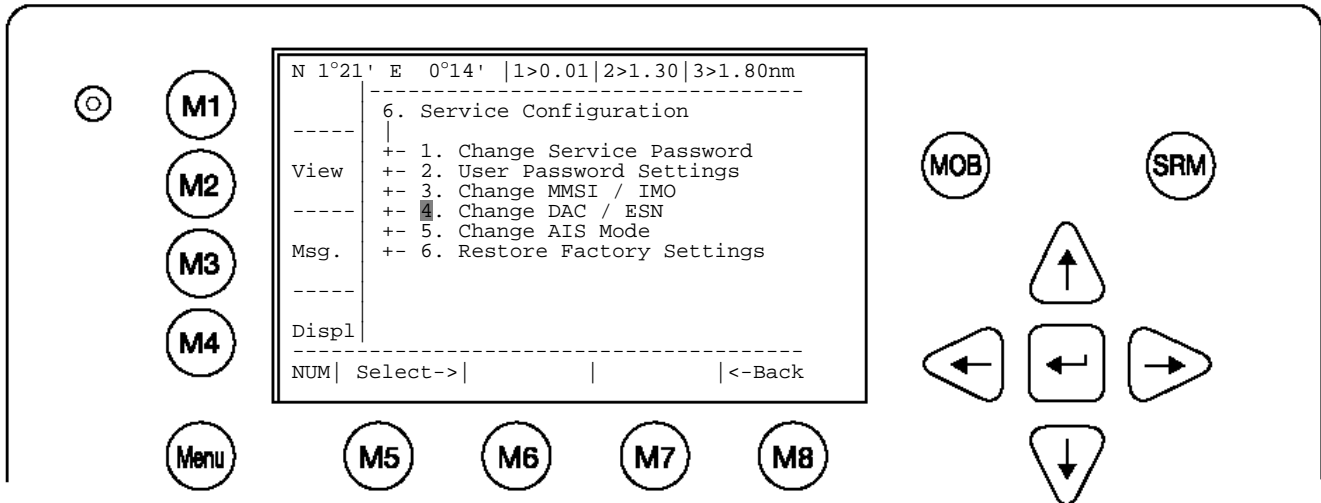 N 1°21' E  0°14' |1>0.01|2>1.30|3>1.80nm
----------------------------------
6. Service Configuration
-----
|
+- 1. Change Service Password
View | +- 2. User Password Settings
+- 3. Change MMSI / IMO
----- +- 4. Change DAC / ESN
+- 5. Change AIS Mode
Msg. | +- 6. Restore Factory Settings
-----
Displ|
----------------------------------------
NUM| Select->|         |         |<-Back
M1
M2
M3
M4
Menu
M5
M6
M7
M8
MOB
SRM